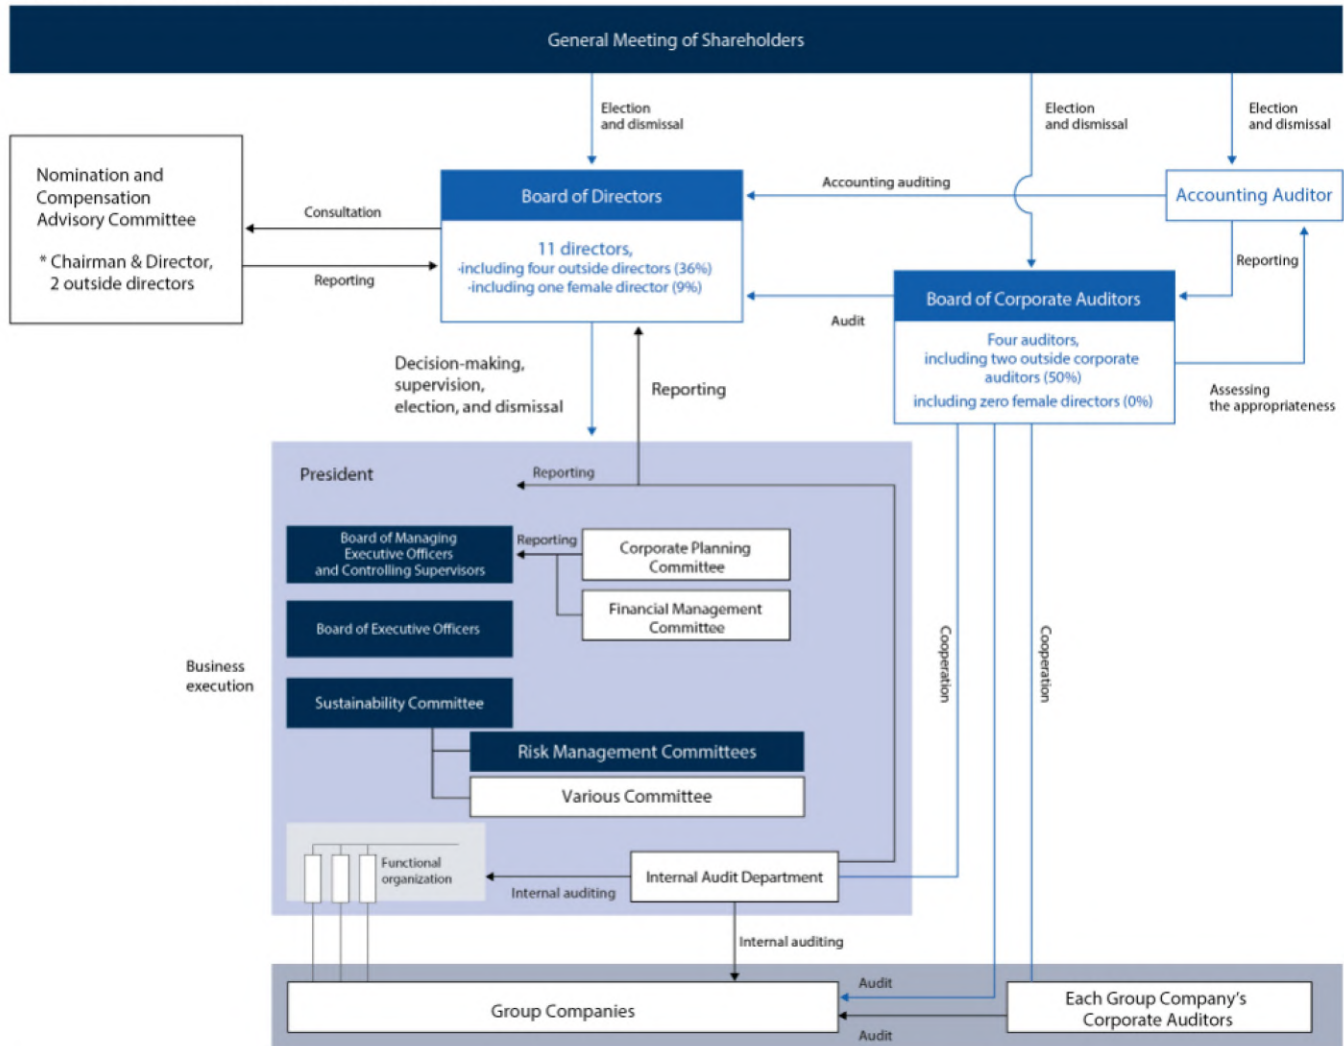 General Meeting of Shareholders
Election
and dismissal
Election
and dismissal
Election
and dismissal
Nomination and
Compensation
Advisory Committee
* Chairman & Director,
2 outside directors
Consultation
Reporting
Board of Directors
11 directors,
-including four outside directors (36%)
-including one female director (9%)
Accounting auditing
Accounting Auditor
Reporting
Audit
Board of Corporate Auditors
Four auditors,
including two outside corporate
auditors (50%)
including zero female directors (0%)
Assessing
the appropriateness
Decision-making,
supervision,
election, and dismissal
Reporting
Business
execution
President
Reporting
Board of Managing
Executive Officers
and Controlling Supervisors
Reporting
Corporate Planning
Committee
Financial Management
Committee
Board of Executive Officers
Sustainability Committee
Risk Management Committees
Various Committee
Functional
organization
Internal auditing
Internal Audit Department
Cooperation
Cooperation
Internal auditing
Group Companies
Audit
Audit
Each Group Company's
Corporate Auditors